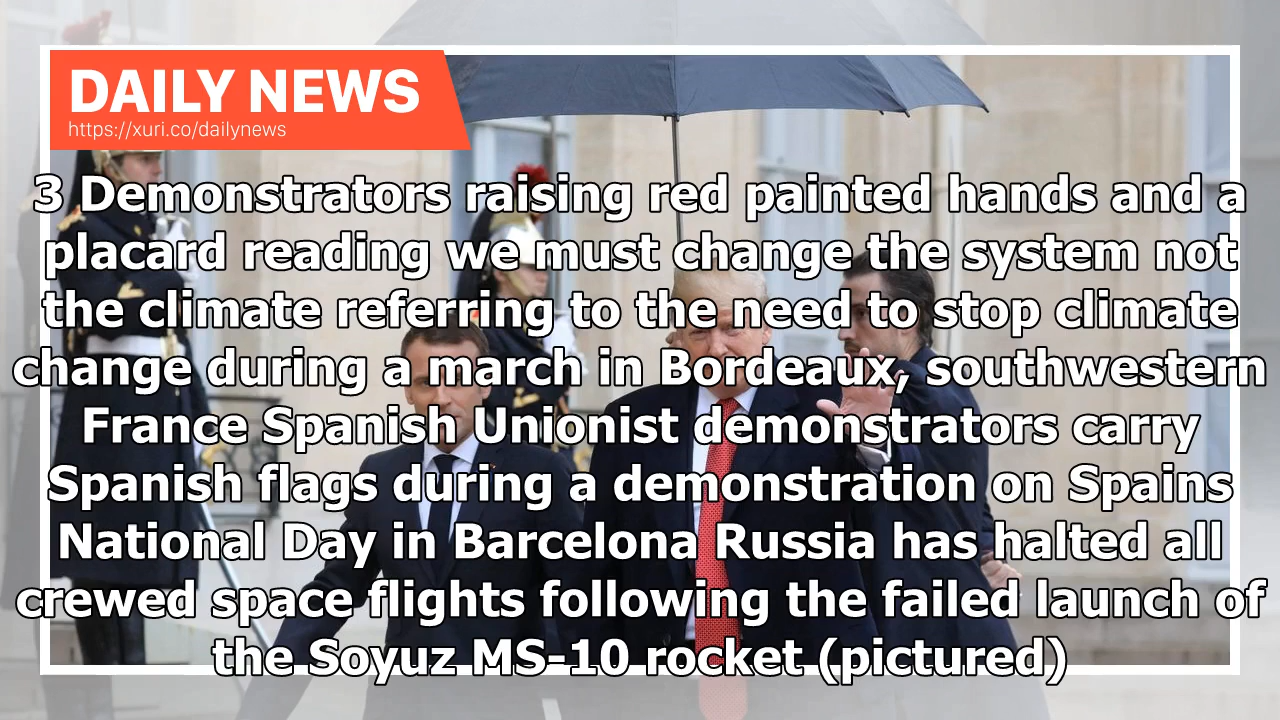 DAILY NEWS
https://xuri.co/dailynews
3 Demonstrators raising red painted hands and a
placard reading we must change the system not
the climate referring to the need to stop climate
change during a march in Bordeaux, southwestern
France Spanish Unionist demonstrators carry
Spanish flags during a demonstration on Spains
National Day in Barcelona Russia has halted all
crewed space flights following the failed launch of
the Soyuz MS-10 rocket (pictured)